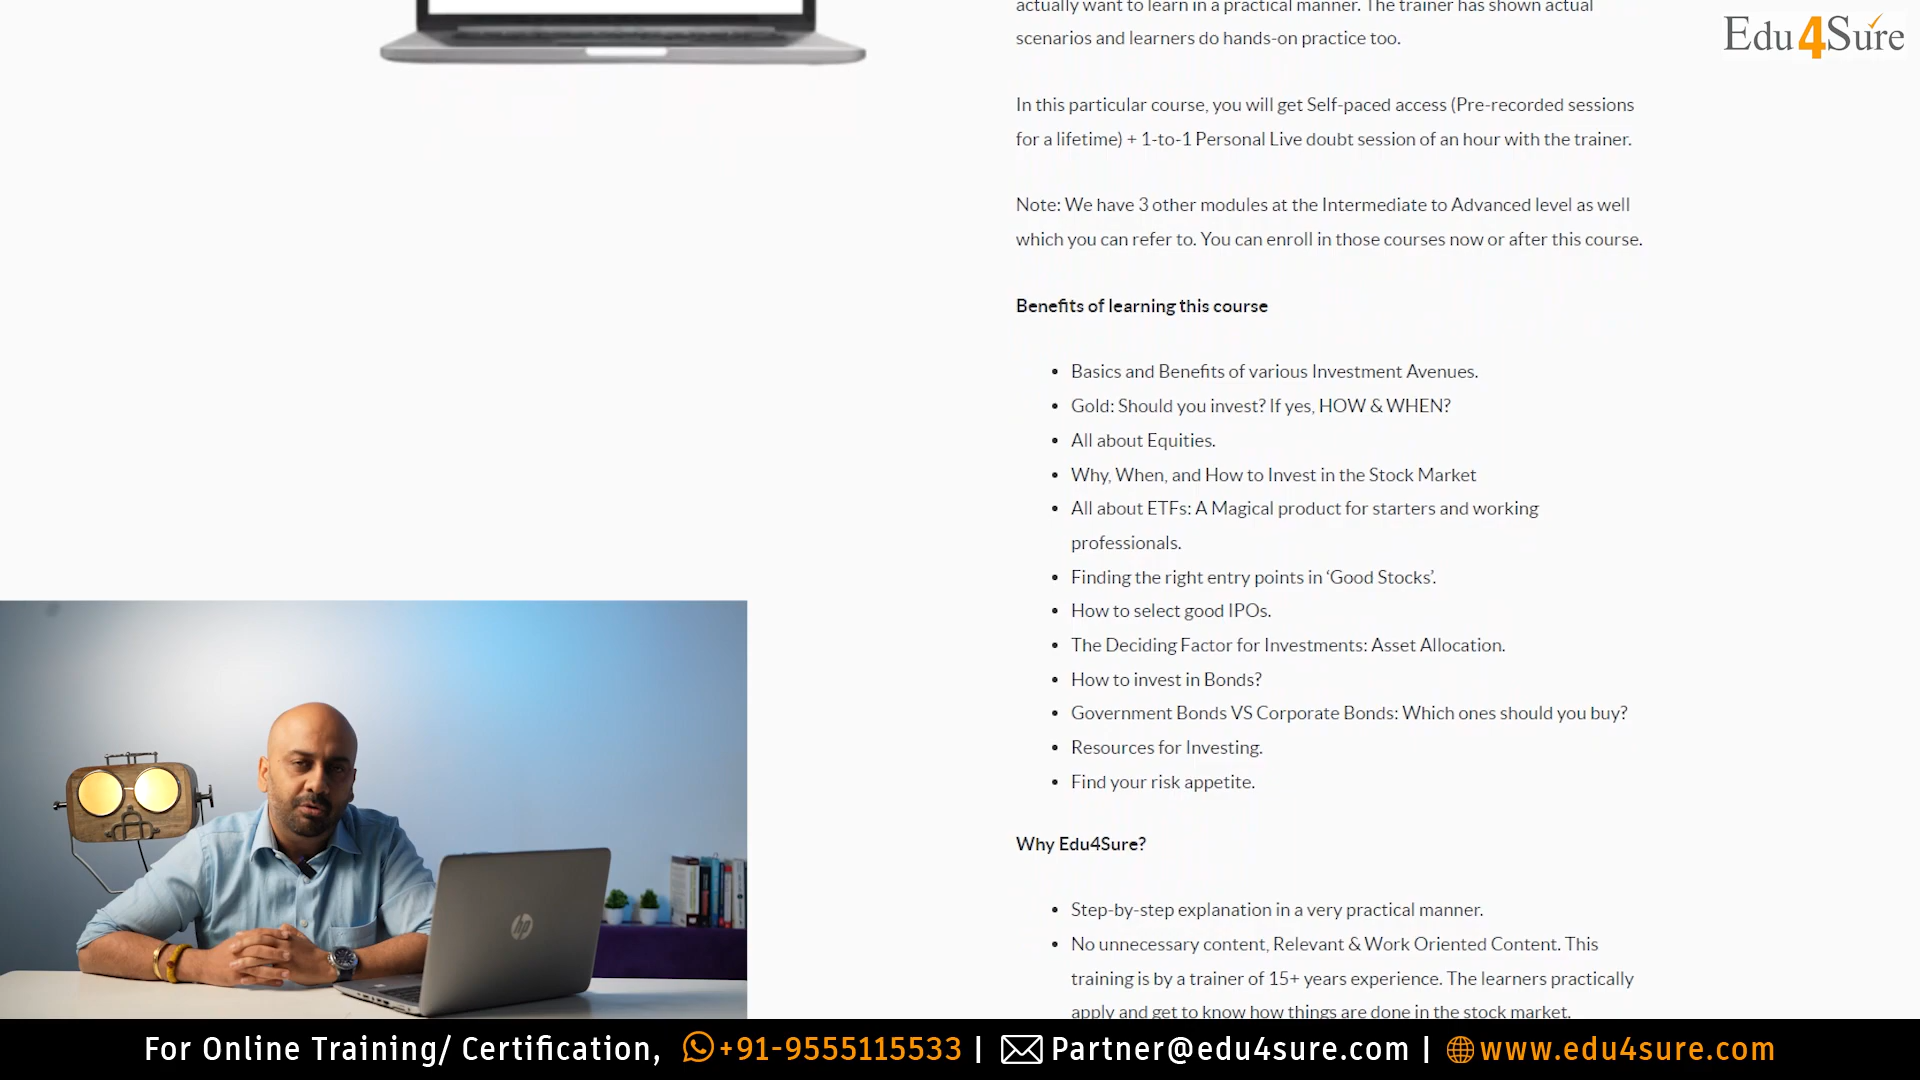 actually want to learn in a practical manner. The trainer has shown actual
scenarios and learners do hands-on practice too.
Edu4Sure
In this particular course, you will get Self-paced access (Pre-recorded sessions
for a lifetime) + 1-to-1 Personal Live doubt session of an hour with the trainer.
Note: We have 3 other modules at the Intermediate to Advanced level as well
which you can refer to. You can enroll in those courses now or after this course.
Benefits of learning this course
• Basics and Benefits of various Investment Avenues.
• Gold: Should you invest? If yes, HOW & WHEN?
• All about Equities.
• Why, When, and How to Invest in the Stock Market
• All about ETFs: A Magical product for starters and working
professionals.
• Finding the right entry points in ‘Good Stocks’.
• How to select good IPOs.
• The Deciding Factor for Investments: Asset Allocation.
• How to invest in Bonds?
• Government Bonds VS Corporate Bonds: Which ones should you buy?
• Resources for Investing.
• Find your risk appetite.
Why Edu4Sure?
• Step-by-step explanation in a very practical manner.
• No unnecessary content, Relevant & Work Oriented Content. This
training is by a trainer of 15+ years experience. The learners practically
apply and get to know how things are done in the stock market.
hp
For Online Training/ Certification, +91-9555115533 | Partner@edu4sure.com | www.edu4sure.com